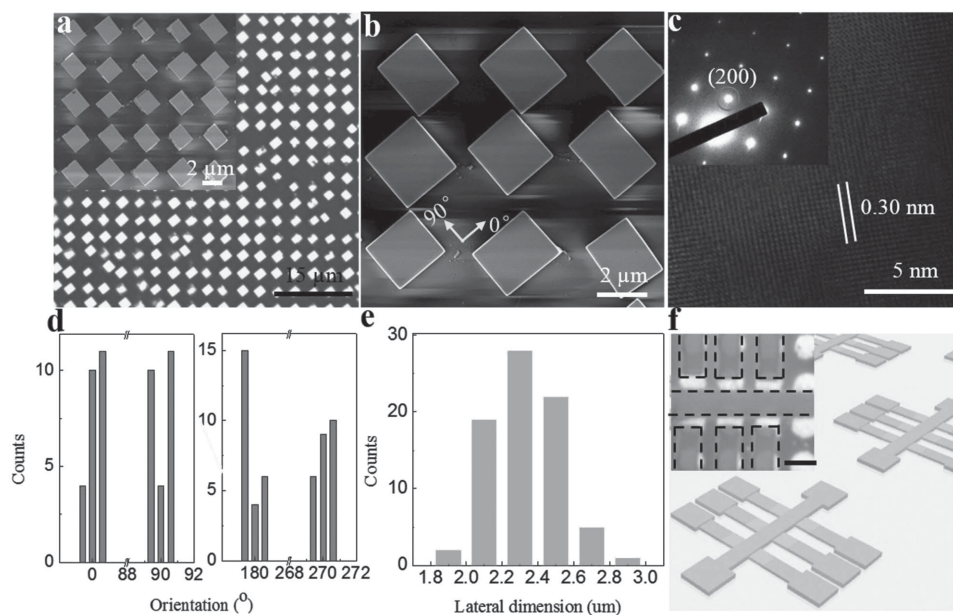 a
2 µm
15 µm
b
90°
0°
2 µm
c
(200)
0.30 nm
5 nm
d
10
5
0
Counts
0 88 90 92
15
10
5
0
180 268 270 272
Orientation (°)
e
30
20
10
0
Counts
1.8 2.0 2.2 2.4 2.6 2.8 3.0
Lateral dimension (um)
f